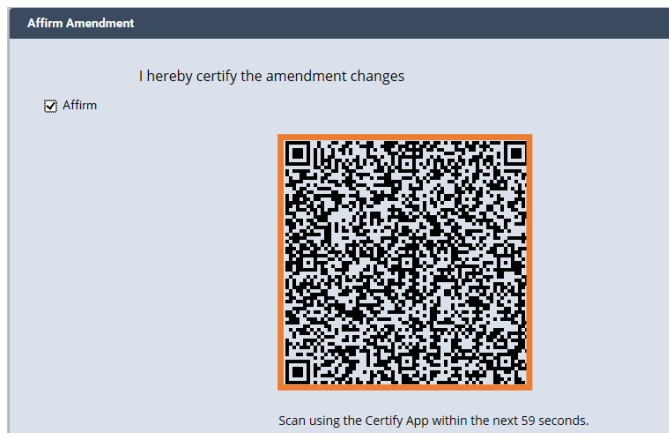 Affirm Amendment
I hereby certify the amendment changes
Affirm
Scan using the Certify App within the next 59 seconds.